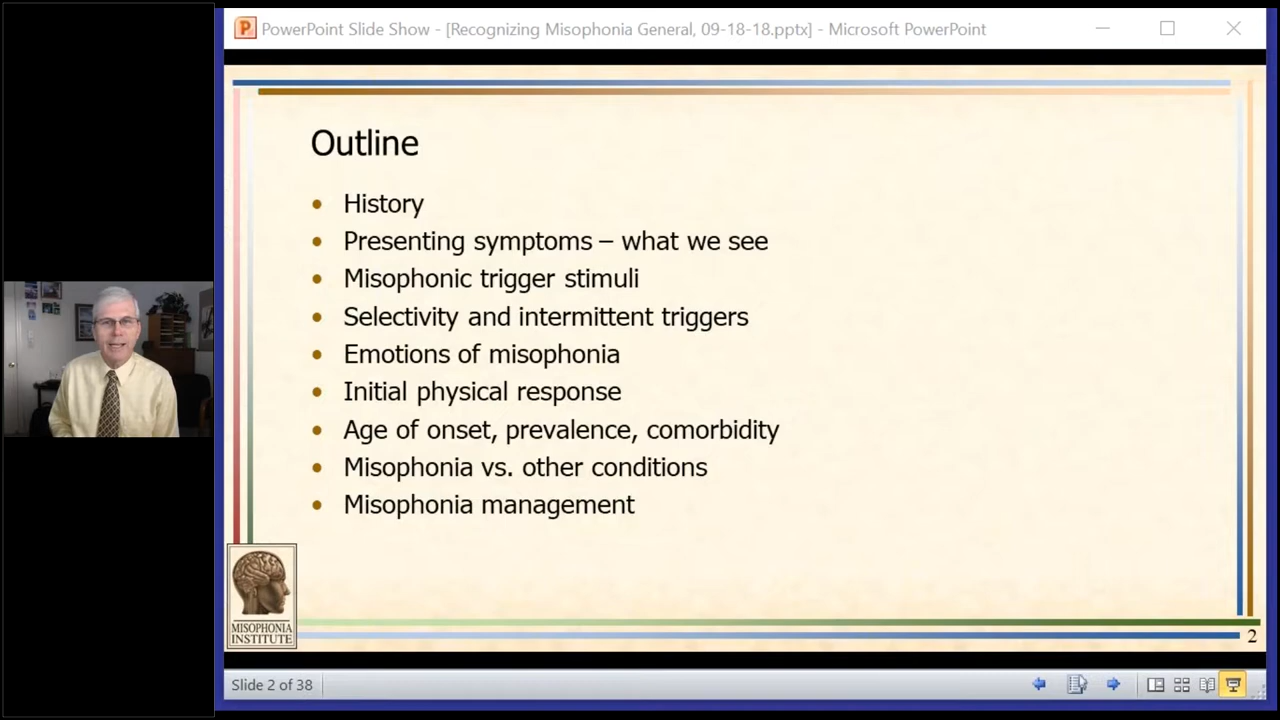 PowerPoint Slide Show - [Recognizing Misophonia General, 09-18-18.pptx] - Microsoft PowerPoint
Outline
• History
• Presenting symptoms – what we see
• Misophonic trigger stimuli
• Selectivity and intermittent triggers
• Emotions of misophonia
• Initial physical response
• Age of onset, prevalence, comorbidity
• Misophonia vs. other conditions
• Misophonia management
MISOPHONIA
INSTITUTE
2
Slide 2 of 38